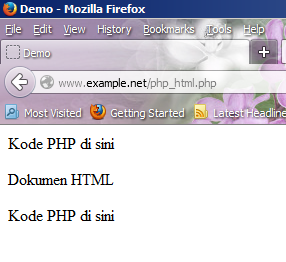 Demo - Mozilla Firefox
File Edit View History Bookmarks Tools Help
Demo
www.example.net/php_html.php
Most Visited Getting Started Latest Headline
Kode PHP di sini
Dokumen HTML
Kode PHP di sini